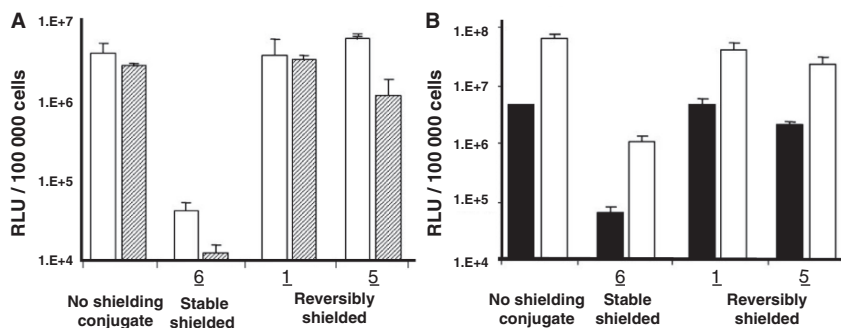 A
RLU / 100 000 cells
1.E+7
1.E+6
1.E+5
1.E+4
6
1
5
No shielding
conjugate
Stable
shielded
Reversibly
shielded
B
RLU / 100 000 cells
1.E+8
1.E+7
1.E+6
1.E+5
1.E+4
6
1
5
No shielding
conjugate
Stable
shielded
Reversibly
shielded